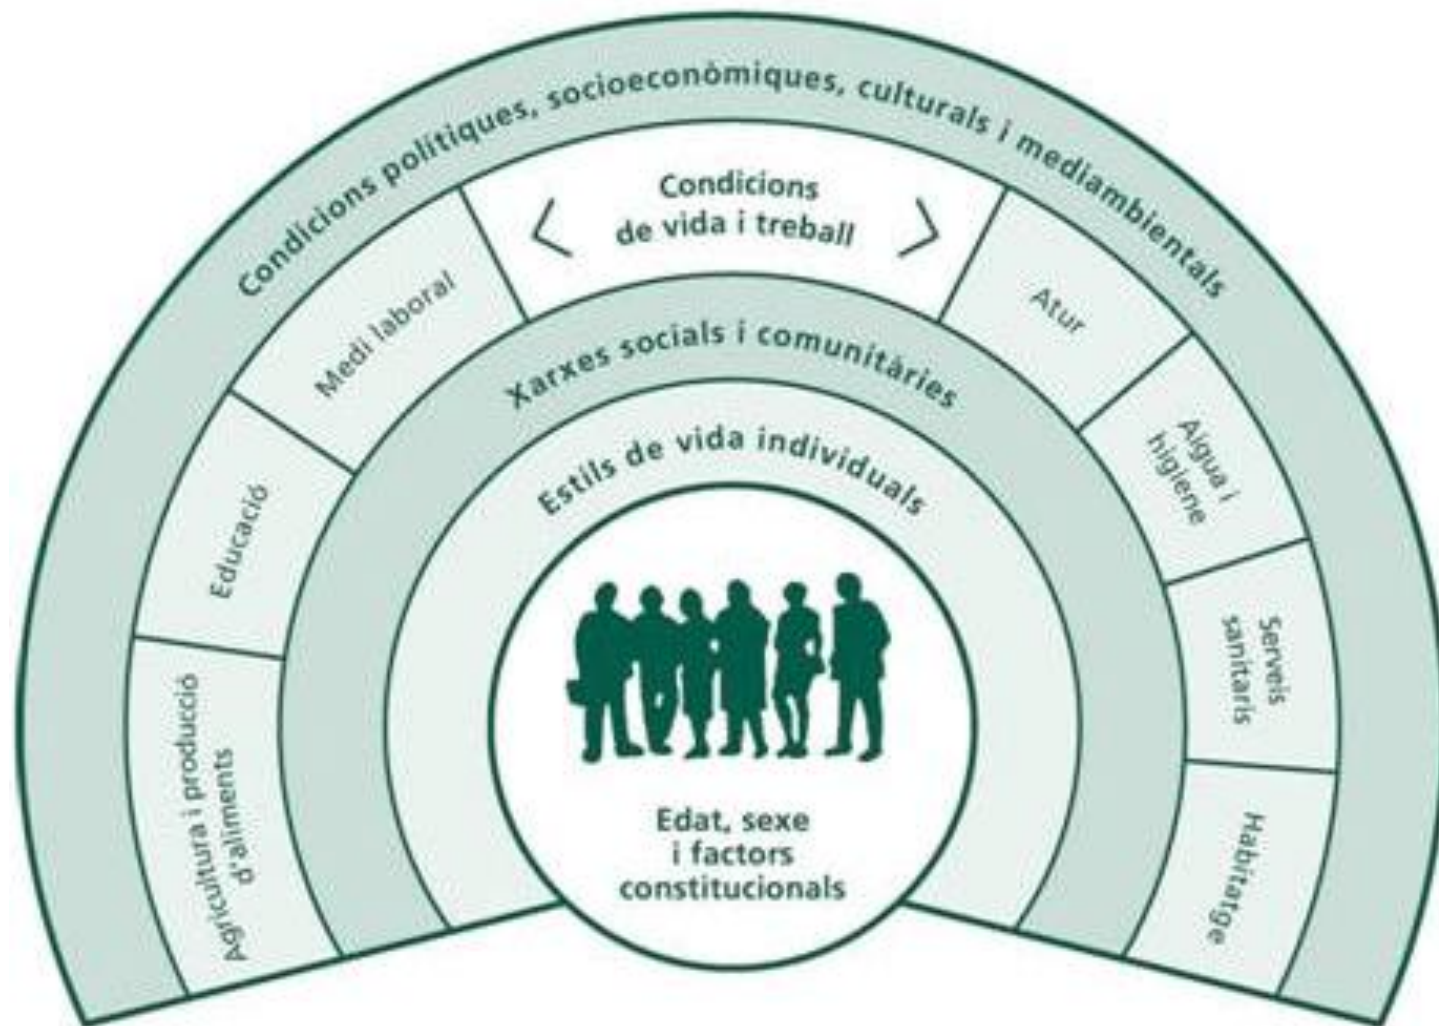 Condicions polítiques, socioeconòmiques, culturals i mediambientals
Condicions
de vida i treball
Agricultura i producció
d'aliments
Educació
Medi laboral
Atur
Aigua i
higiene
Serveis
sanitaris
Habitatge
Xarxes socials i comunitàries
Estils de vida individuals
Edat, sexe
i factors
constitucionals